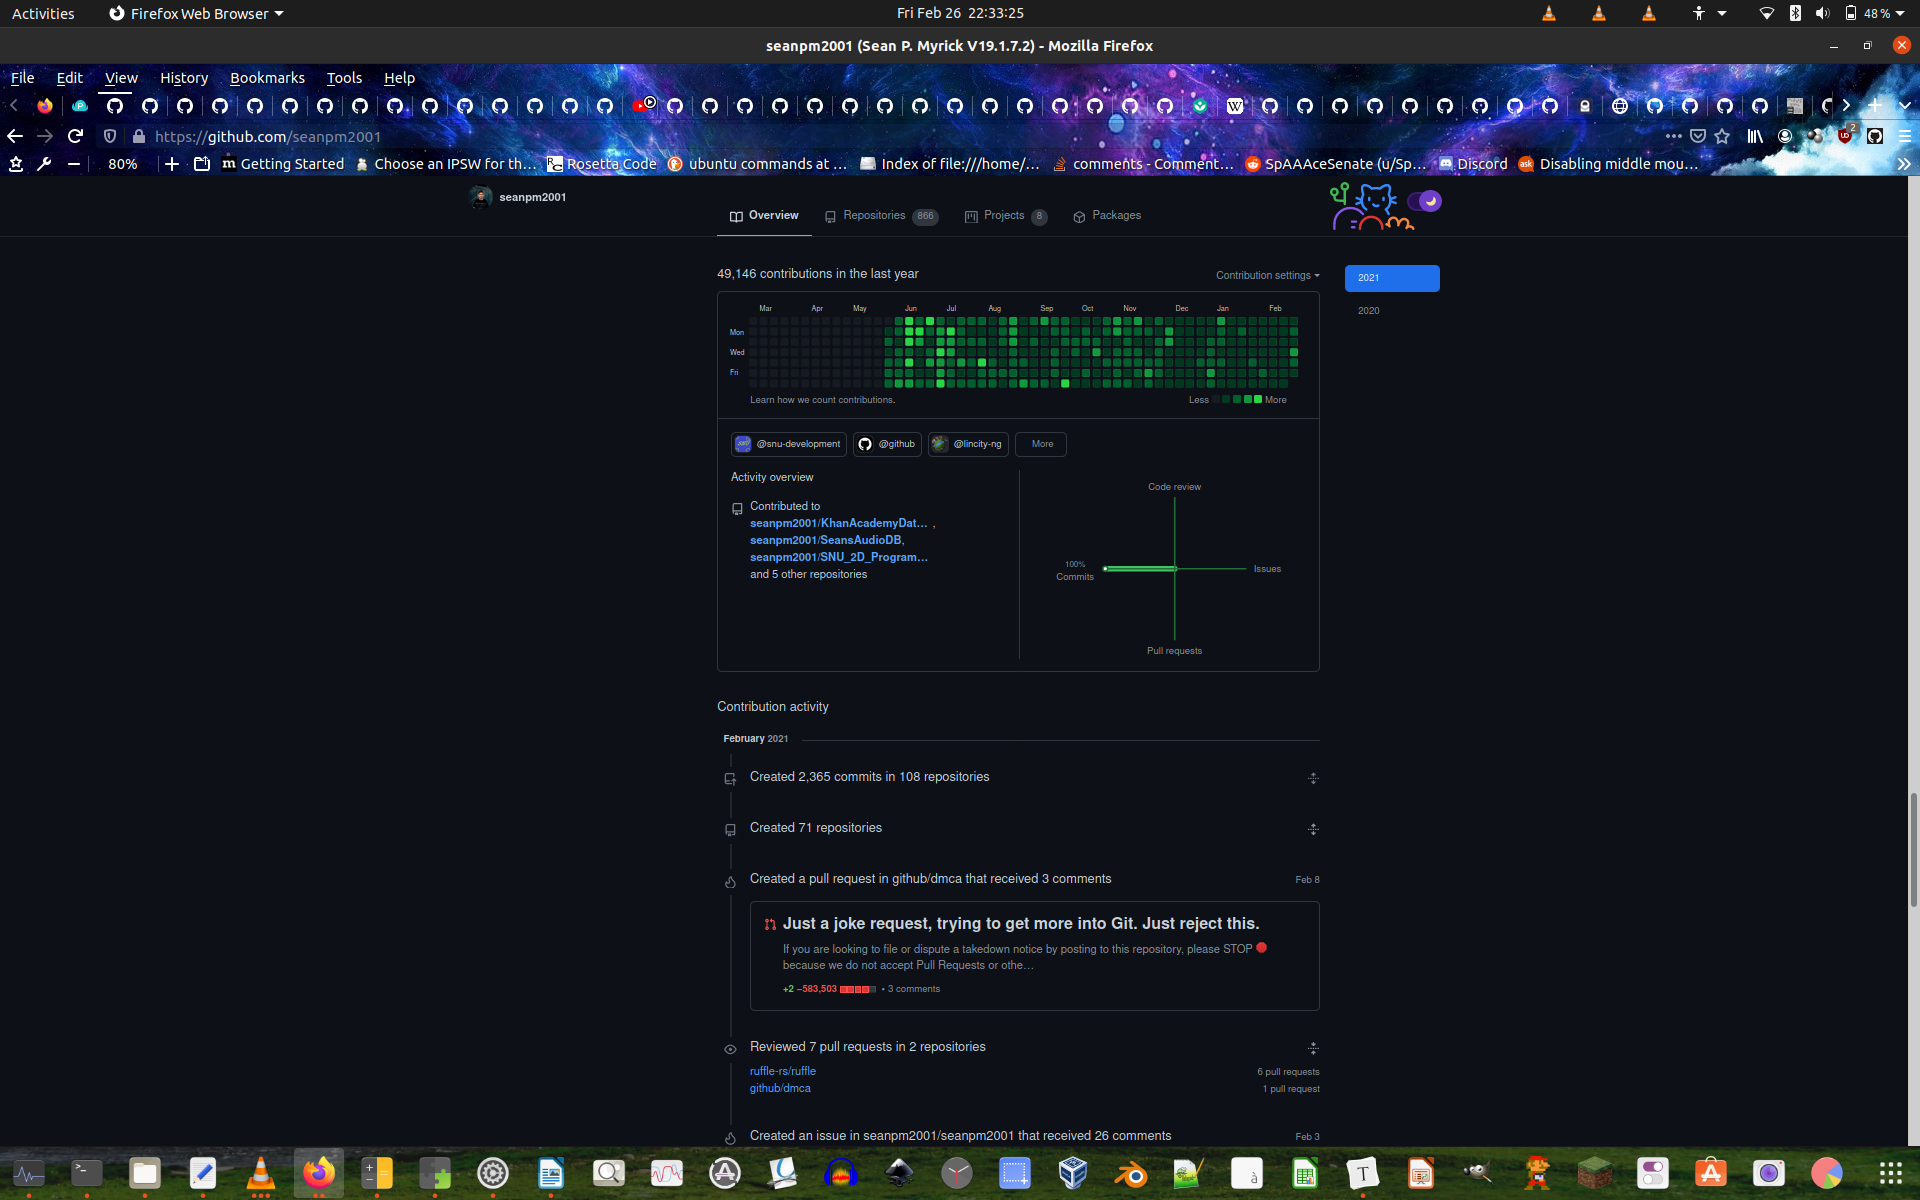 Activities
Firefox Web Browser
Fri Feb 26 22:33:25
48 %
seanpm2001 (Sean P. Myrick V19.1.7.2) - Mozilla Firefox
File Edit View History Bookmarks Tools Help
https://github.com/seanpm2001
2
80%
Getting Started
Choose an IPSW for th…
Rosetta Code
ubuntu commands at …
Index of file:///home/…
comments - Comment…
SpAAAceSenate (u/Sp…
Discord
Disabling middle mou…
seanpm2001
Overview
Repositories 866
Projects 8
Packages
49,146 contributions in the last year
Contribution settings
2021
2020
Mar Apr May Jun Jul Aug Sep Oct Nov Dec Jan Feb
Mon
Wed
Fri
Learn how we count contributions.
Less More
@snu-development
@github
@lincity-ng
More
Activity overview
Contributed to
seanpm2001/KhanAcademyDat… ,
seanpm2001/SeansAudioDB,
seanpm2001/SNU_2D_Program…
and 5 other repositories
Code review
100%
Commits
Issues
Pull requests
Contribution activity
February 2021
Created 2,365 commits in 108 repositories
Created 71 repositories
Created a pull request in github/dmca that received 3 comments
Feb 8
Just a joke request, trying to get more into Git. Just reject this.
If you are looking to file or dispute a takedown notice by posting to this repository, please STOP
because we do not accept Pull Requests or othe…
+2 −583,503 • 3 comments
Reviewed 7 pull requests in 2 repositories
ruffle-rs/ruffle
6 pull requests
github/dmca
1 pull request
Created an issue in seanpm2001/seanpm2001 that received 26 comments
Feb 3